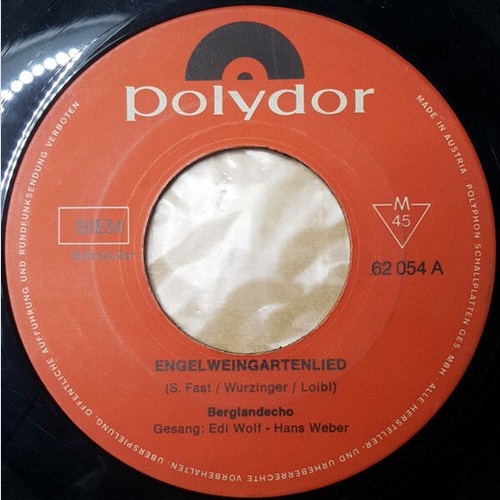 polydor
BIEM
M
45
62 054 A
ENGELWEINGARTENLIED
(S. Fast / Wurzinger / Loibl)
Berglandecho
Gesang: Edi Wolf - Hans Weber
MADE IN AUSTRIA · POLYPHON SCHALLPLATTEN GES. MBH · ALLE HERSTELLER- UND URHEBERRECHTE VORBEHALTEN · ÜBERSPIELUNG, ÖFFENTLICHE AUFFÜHRUNG UND RUNDFUNKSENDUNG VERBOTEN